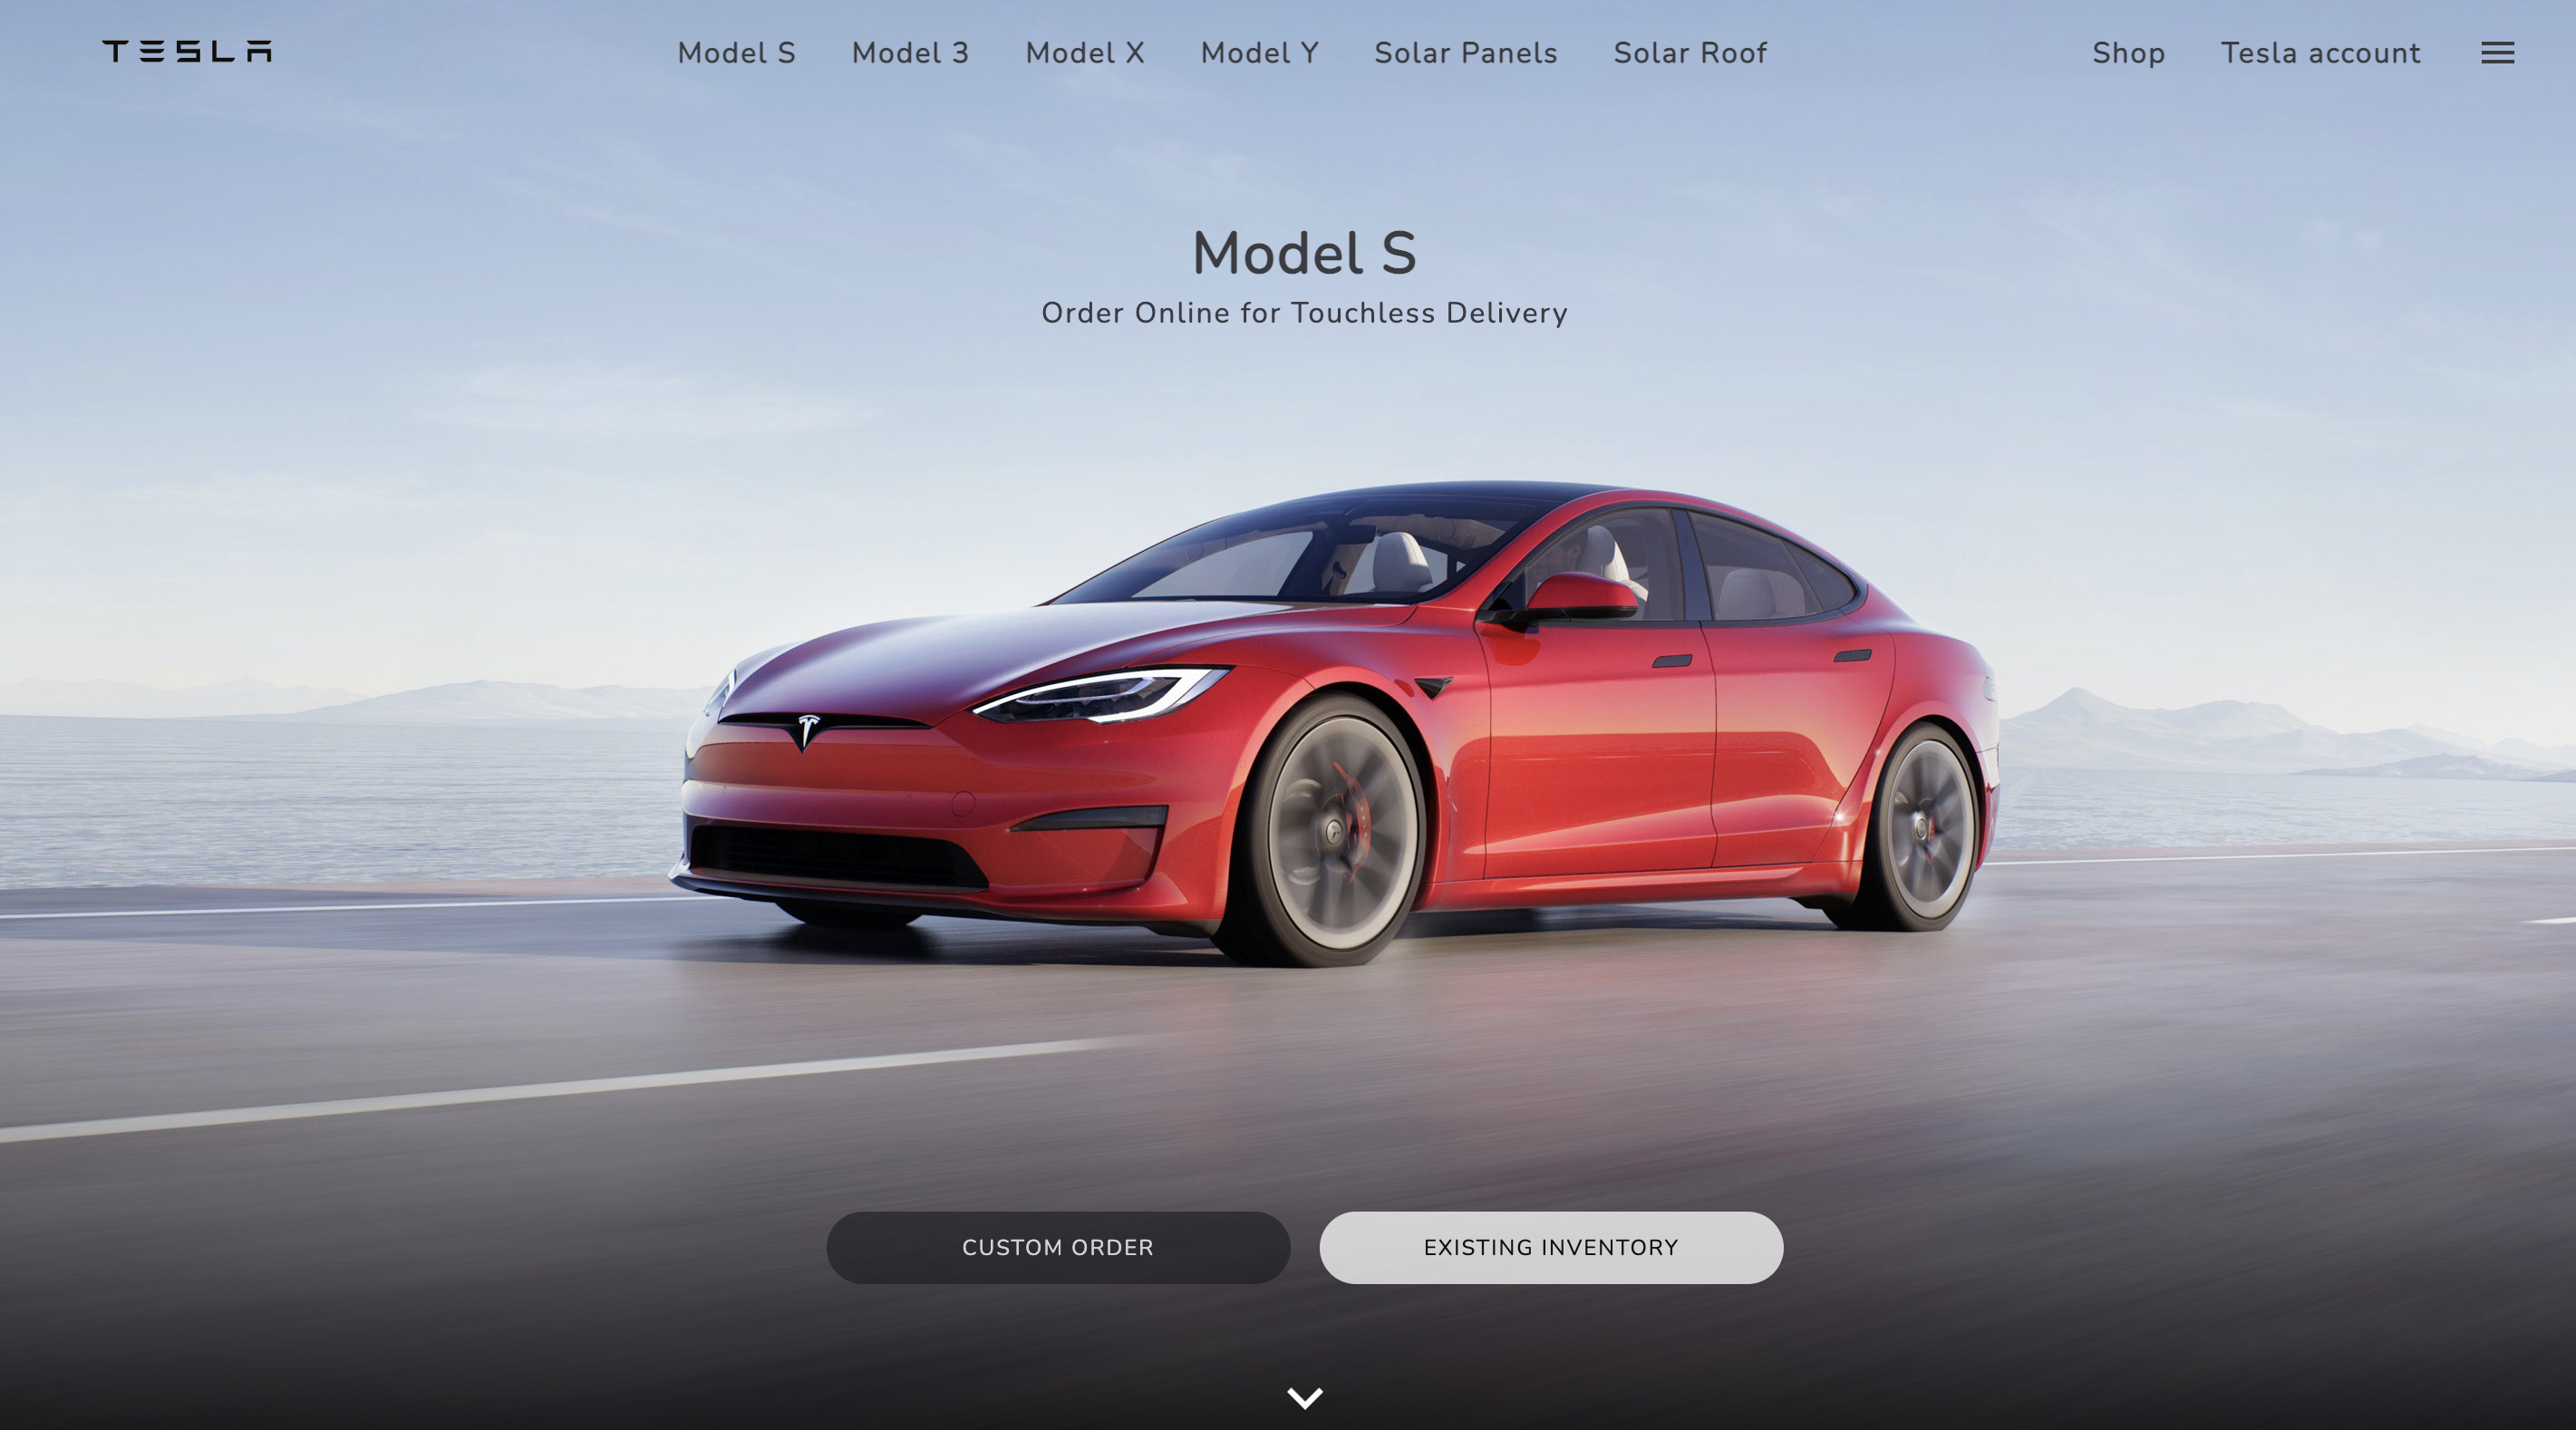 TESLA Model S Model 3 Model X Model Y Solar Panels Solar Roof Shop Tesla account
Model S
Order Online for Touchless Delivery
CUSTOM ORDER EXISTING INVENTORY